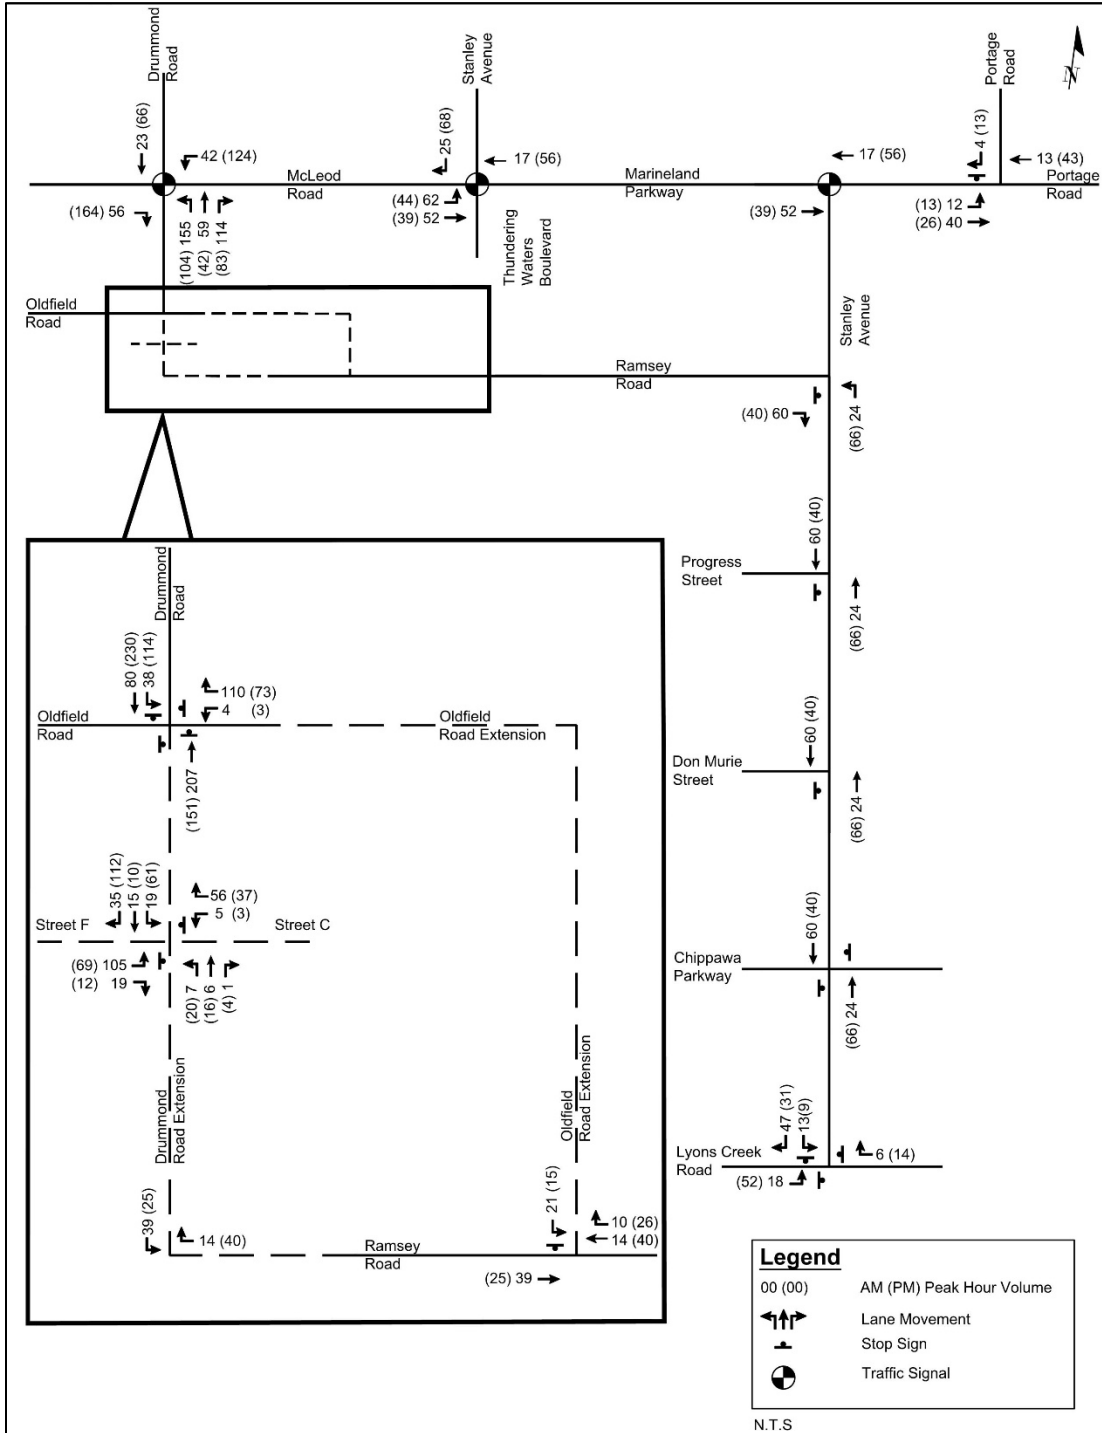 Drummond
Road
Stanley
Avenue
Portage
Road
N
23 (66)
42 (124)
25 (68)
17 (56)
17 (56)
4 (13)
13 (43)
McLeod
Road
Marineland
Parkway
Portage
Road
(164) 56
(104) 155
(42) 59
(83) 114
(44) 62
(39) 52
Thundering
Waters
Boulevard
(39) 52
(13) 12
(26) 40
Oldfield
Road
Stanley
Avenue
Ramsey
Road
(40) 60
(66) 24
60 (40)
Progress
Street
(66) 24
60 (40)
Don Murie
Street
(66) 24
60 (40)
Chippawa
Parkway
(66) 24
47 (31)
13(9)
Lyons Creek
Road
6 (14)
(52) 18
Drummond
Road
80 (230)
38 (114)
110 (73)
4 (3)
Oldfield
Road
Oldfield
Road Extension
(151) 207
35 (112)
15 (10)
19 (61)
56 (37)
5 (3)
Street F
Street C
(69) 105
(12) 19
(20) 7
(16) 6
(4) 1
Drummond
Road Extension
Oldfield
Road Extension
39 (25)
14 (40)
21 (15)
10 (26)
14 (40)
Ramsey
Road
(25) 39
Legend
00 (00) AM (PM) Peak Hour Volume
Lane Movement
Stop Sign
Traffic Signal
N.T.S